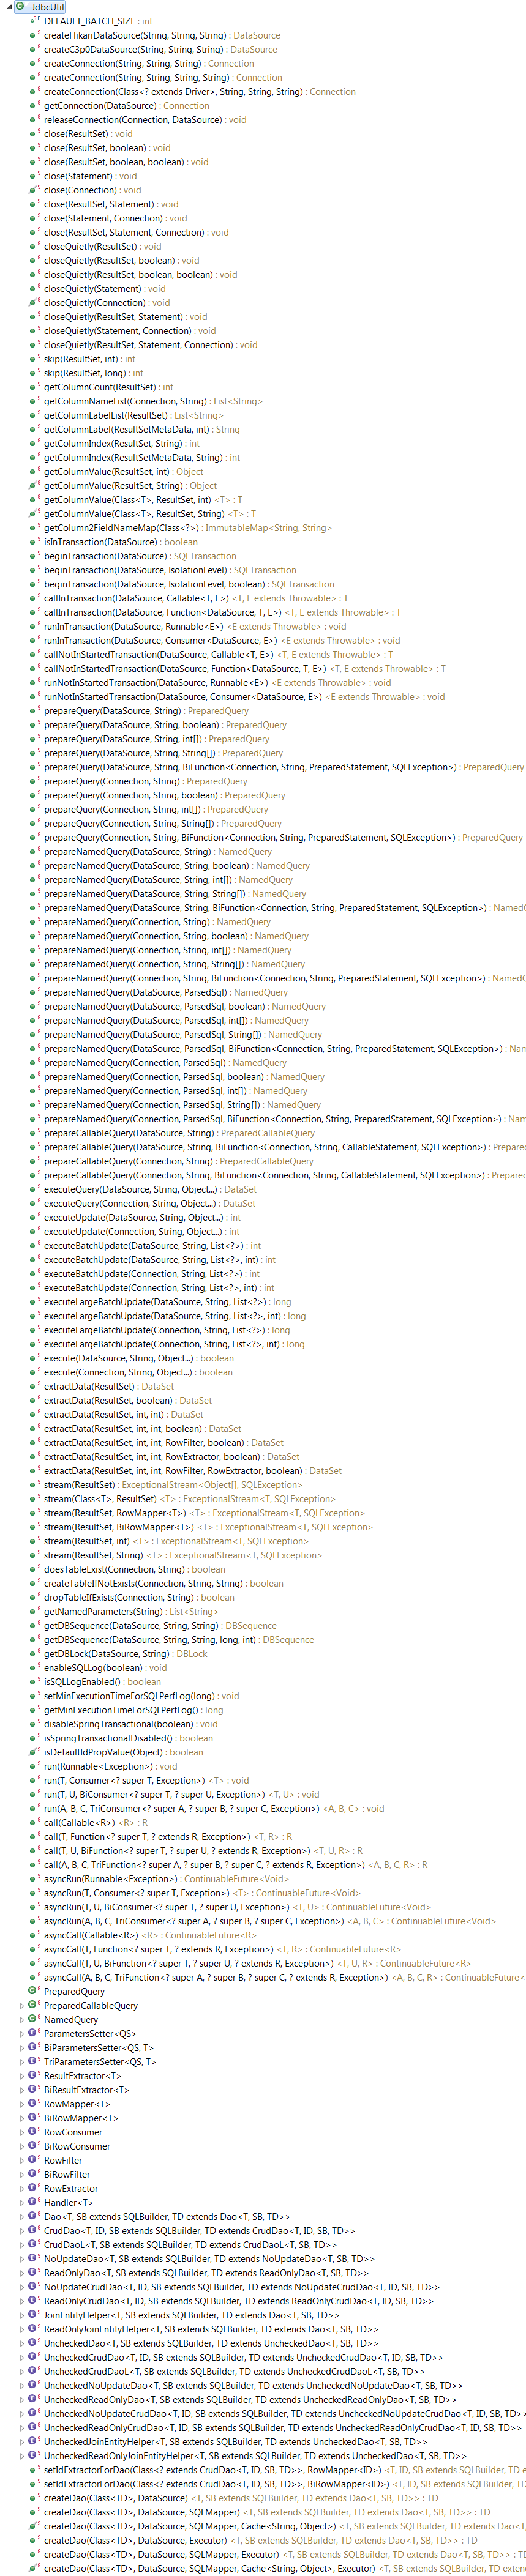 JdbcUtil
DEFAULT_BATCH_SIZE : int
createHikariDataSource(String, String, String) : DataSource
createC3p0DataSource(String, String, String) : DataSource
createConnection(String, String, String) : Connection
createConnection(String, String, String, String) : Connection
createConnection(Class<? extends Driver>, String, String, String) : Connection
getConnection(DataSource) : Connection
releaseConnection(Connection, DataSource) : void
close(ResultSet) : void
close(ResultSet, boolean) : void
close(ResultSet, boolean, boolean) : void
close(Statement) : void
close(Connection) : void
close(ResultSet, Statement) : void
close(Statement, Connection) : void
close(ResultSet, Statement, Connection) : void
closeQuietly(ResultSet) : void
closeQuietly(ResultSet, boolean) : void
closeQuietly(ResultSet, boolean, boolean) : void
closeQuietly(Statement) : void
closeQuietly(Connection) : void
closeQuietly(ResultSet, Statement) : void
closeQuietly(Statement, Connection) : void
closeQuietly(ResultSet, Statement, Connection) : void
skip(ResultSet, int) : int
skip(ResultSet, long) : int
getColumnCount(ResultSet) : int
getColumnNameList(Connection, String) : List<String>
getColumnLabelList(ResultSet) : List<String>
getColumnLabel(ResultSetMetaData, int) : String
getColumnIndex(ResultSet, String) : int
getColumnIndex(ResultSetMetaData, String) : int
getColumnValue(ResultSet, int) : Object
getColumnValue(ResultSet, String) : Object
getColumnValue(Class<T>, ResultSet, int) <T> : T
getColumnValue(Class<T>, ResultSet, String) <T> : T
getColumn2FieldNameMap(Class<?>) : ImmutableMap<String, String>
isInTransaction(DataSource) : boolean
beginTransaction(DataSource) : SQLTransaction
beginTransaction(DataSource, IsolationLevel) : SQLTransaction
beginTransaction(DataSource, IsolationLevel, boolean) : SQLTransaction
callInTransaction(DataSource, Callable<T, E>) <T, E extends Throwable> : T
callInTransaction(DataSource, Function<DataSource, T, E>) <T, E extends Throwable> : T
runInTransaction(DataSource, Runnable<E>) <E extends Throwable> : void
runInTransaction(DataSource, Consumer<DataSource, E>) <E extends Throwable> : void
callNotInStartedTransaction(DataSource, Callable<T, E>) <T, E extends Throwable> : T
callNotInStartedTransaction(DataSource, Function<DataSource, T, E>) <T, E extends Throwable> : T
runNotInStartedTransaction(DataSource, Runnable<E>) <E extends Throwable> : void
runNotInStartedTransaction(DataSource, Consumer<DataSource, E>) <E extends Throwable> : void
prepareQuery(DataSource, String) : PreparedQuery
prepareQuery(DataSource, String, boolean) : PreparedQuery
prepareQuery(DataSource, String, int[]) : PreparedQuery
prepareQuery(DataSource, String, String[]) : PreparedQuery
prepareQuery(DataSource, String, BiFunction<Connection, String, PreparedStatement, SQLException>) : PreparedQuery
prepareQuery(Connection, String) : PreparedQuery
prepareQuery(Connection, String, boolean) : PreparedQuery
prepareQuery(Connection, String, int[]) : PreparedQuery
prepareQuery(Connection, String, String[]) : PreparedQuery
prepareQuery(Connection, String, BiFunction<Connection, String, PreparedStatement, SQLException>) : PreparedQuery
prepareNamedQuery(DataSource, String) : NamedQuery
prepareNamedQuery(DataSource, String, boolean) : NamedQuery
prepareNamedQuery(DataSource, String, int[]) : NamedQuery
prepareNamedQuery(DataSource, String, String[]) : NamedQuery
prepareNamedQuery(DataSource, String, BiFunction<Connection, String, PreparedStatement, SQLException>) : NamedQ
prepareNamedQuery(Connection, String) : NamedQuery
prepareNamedQuery(Connection, String, boolean) : NamedQuery
prepareNamedQuery(Connection, String, int[]) : NamedQuery
prepareNamedQuery(Connection, String, String[]) : NamedQuery
prepareNamedQuery(Connection, String, BiFunction<Connection, String, PreparedStatement, SQLException>) : NamedQ
prepareNamedQuery(DataSource, ParsedSql) : NamedQuery
prepareNamedQuery(DataSource, ParsedSql, boolean) : NamedQuery
prepareNamedQuery(DataSource, ParsedSql, int[]) : NamedQuery
prepareNamedQuery(DataSource, ParsedSql, String[]) : NamedQuery
prepareNamedQuery(DataSource, ParsedSql, BiFunction<Connection, String, PreparedStatement, SQLException>) : Nam
prepareNamedQuery(Connection, ParsedSql) : NamedQuery
prepareNamedQuery(Connection, ParsedSql, boolean) : NamedQuery
prepareNamedQuery(Connection, ParsedSql, int[]) : NamedQuery
prepareNamedQuery(Connection, ParsedSql, String[]) : NamedQuery
prepareNamedQuery(Connection, ParsedSql, BiFunction<Connection, String, PreparedStatement, SQLException>) : Nam
prepareCallableQuery(DataSource, String) : PreparedCallableQuery
prepareCallableQuery(DataSource, String, BiFunction<Connection, String, CallableStatement, SQLException>) : Prepared
prepareCallableQuery(Connection, String) : PreparedCallableQuery
prepareCallableQuery(Connection, String, BiFunction<Connection, String, CallableStatement, SQLException>) : Prepared
executeQuery(DataSource, String, Object...) : DataSet
executeQuery(Connection, String, Object...) : DataSet
executeUpdate(DataSource, String, Object...) : int
executeUpdate(Connection, String, Object...) : int
executeBatchUpdate(DataSource, String, List<?>) : int
executeBatchUpdate(DataSource, String, List<?>, int) : int
executeBatchUpdate(Connection, String, List<?>) : int
executeBatchUpdate(Connection, String, List<?>, int) : int
executeLargeBatchUpdate(DataSource, String, List<?>) : long
executeLargeBatchUpdate(DataSource, String, List<?>, int) : long
executeLargeBatchUpdate(Connection, String, List<?>) : long
executeLargeBatchUpdate(Connection, String, List<?>, int) : long
execute(DataSource, String, Object...) : boolean
execute(Connection, String, Object...) : boolean
extractData(ResultSet) : DataSet
extractData(ResultSet, boolean) : DataSet
extractData(ResultSet, int, int) : DataSet
extractData(ResultSet, int, int, boolean) : DataSet
extractData(ResultSet, int, int, RowFilter, boolean) : DataSet
extractData(ResultSet, int, int, RowExtractor, boolean) : DataSet
extractData(ResultSet, int, int, RowFilter, RowExtractor, boolean) : DataSet
stream(ResultSet) : ExceptionalStream<Object[], SQLException>
stream(Class<T>, ResultSet) <T> : ExceptionalStream<T, SQLException>
stream(ResultSet, RowMapper<T>) <T> : ExceptionalStream<T, SQLException>
stream(ResultSet, BiRowMapper<T>) <T> : ExceptionalStream<T, SQLException>
stream(ResultSet, int) <T> : ExceptionalStream<T, SQLException>
stream(ResultSet, String) <T> : ExceptionalStream<T, SQLException>
doesTableExist(Connection, String) : boolean
createTableIfNotExists(Connection, String, String) : boolean
dropTableIfExists(Connection, String) : boolean
getNamedParameters(String) : List<String>
getDBSequence(DataSource, String, String) : DBSequence
getDBSequence(DataSource, String, String, long, int) : DBSequence
getDBLock(DataSource, String) : DBLock
enableSQLLog(boolean) : void
isSQLLogEnabled() : boolean
setMinExecutionTimeForSQLPerfLog(long) : void
getMinExecutionTimeForSQLPerfLog() : long
disableSpringTransactional(boolean) : void
isSpringTransactionalDisabled() : boolean
isDefaultIdPropValue(Object) : boolean
run(Runnable<Exception>) : void
run(T, Consumer<? super T, Exception>) <T> : void
run(T, U, BiConsumer<? super T, ? super U, Exception>) <T, U> : void
run(A, B, C, TriConsumer<? super A, ? super B, ? super C, Exception>) <A, B, C> : void
call(Callable<R>) <R> : R
call(T, Function<? super T, ? extends R, Exception>) <T, R> : R
call(T, U, BiFunction<? super T, ? super U, ? extends R, Exception>) <T, U, R> : R
call(A, B, C, TriFunction<? super A, ? super B, ? super C, ? extends R, Exception>) <A, B, C, R> : R
asyncRun(Runnable<Exception>) : ContinuableFuture<Void>
asyncRun(T, Consumer<? super T, Exception>) <T> : ContinuableFuture<Void>
asyncRun(T, U, BiConsumer<? super T, ? super U, Exception>) <T, U> : ContinuableFuture<Void>
asyncRun(A, B, C, TriConsumer<? super A, ? super B, ? super C, Exception>) <A, B, C> : ContinuableFuture<Void>
asyncCall(Callable<R>) <R> : ContinuableFuture<R>
asyncCall(T, Function<? super T, ? extends R, Exception>) <T, R> : ContinuableFuture<R>
asyncCall(T, U, BiFunction<? super T, ? super U, ? extends R, Exception>) <T, U, R> : ContinuableFuture<R>
asyncCall(A, B, C, TriFunction<? super A, ? super B, ? super C, ? extends R, Exception>) <A, B, C, R> : ContinuableFuture<
PreparedQuery
PreparedCallableQuery
NamedQuery
ParametersSetter<QS>
BiParametersSetter<QS, T>
TriParametersSetter<QS, T>
ResultExtractor<T>
BiResultExtractor<T>
RowMapper<T>
BiRowMapper<T>
RowConsumer
BiRowConsumer
RowFilter
BiRowFilter
RowExtractor
Handler<T>
Dao<T, SB extends SQLBuilder, TD extends Dao<T, SB, TD>>
CrudDao<T, ID, SB extends SQLBuilder, TD extends CrudDao<T, ID, SB, TD>>
CrudDaoL<T, SB extends SQLBuilder, TD extends CrudDaoL<T, SB, TD>>
NoUpdateDao<T, SB extends SQLBuilder, TD extends NoUpdateDao<T, SB, TD>>
ReadOnlyDao<T, SB extends SQLBuilder, TD extends ReadOnlyDao<T, SB, TD>>
NoUpdateCrudDao<T, ID, SB extends SQLBuilder, TD extends NoUpdateCrudDao<T, ID, SB, TD>>
ReadOnlyCrudDao<T, ID, SB extends SQLBuilder, TD extends ReadOnlyCrudDao<T, ID, SB, TD>>
JoinEntityHelper<T, SB extends SQLBuilder, TD extends Dao<T, SB, TD>>
ReadOnlyJoinEntityHelper<T, SB extends SQLBuilder, TD extends Dao<T, SB, TD>>
UncheckedDao<T, SB extends SQLBuilder, TD extends UncheckedDao<T, SB, TD>>
UncheckedCrudDao<T, ID, SB extends SQLBuilder, TD extends UncheckedCrudDao<T, ID, SB, TD>>
UncheckedCrudDaoL<T, SB extends SQLBuilder, TD extends UncheckedCrudDaoL<T, SB, TD>>
UncheckedNoUpdateDao<T, SB extends SQLBuilder, TD extends UncheckedNoUpdateDao<T, SB, TD>>
UncheckedReadOnlyDao<T, SB extends SQLBuilder, TD extends UncheckedReadOnlyDao<T, SB, TD>>
UncheckedNoUpdateCrudDao<T, ID, SB extends SQLBuilder, TD extends UncheckedNoUpdateCrudDao<T, ID, SB, TD>>
UncheckedReadOnlyCrudDao<T, ID, SB extends SQLBuilder, TD extends UncheckedReadOnlyCrudDao<T, ID, SB, TD>>
UncheckedJoinEntityHelper<T, SB extends SQLBuilder, TD extends UncheckedDao<T, SB, TD>>
UncheckedReadOnlyJoinEntityHelper<T, SB extends SQLBuilder, TD extends UncheckedDao<T, SB, TD>>
setIdExtractorForDao(Class<? extends CrudDao<T, ID, SB, TD>>, RowMapper<ID>) <T, ID, SB extends SQLBuilder, TD e
setIdExtractorForDao(Class<? extends CrudDao<T, ID, SB, TD>>, BiRowMapper<ID>) <T, ID, SB extends SQLBuilder, TD
createDao(Class<TD>, DataSource) <T, SB extends SQLBuilder, TD extends Dao<T, SB, TD>> : TD
createDao(Class<TD>, DataSource, SQLMapper) <T, SB extends SQLBuilder, TD extends Dao<T, SB, TD>> : TD
createDao(Class<TD>, DataSource, SQLMapper, Cache<String, Object>) <T, SB extends SQLBuilder, TD extends Dao<T,
createDao(Class<TD>, DataSource, Executor) <T, SB extends SQLBuilder, TD extends Dao<T, SB, TD>> : TD
createDao(Class<TD>, DataSource, SQLMapper, Executor) <T, SB extends SQLBuilder, TD extends Dao<T, SB, TD>> : TD
createDao(Class<TD>, DataSource, SQLMapper, Cache<String, Object>, Executor) <T, SB extends SQLBuilder, TD exten